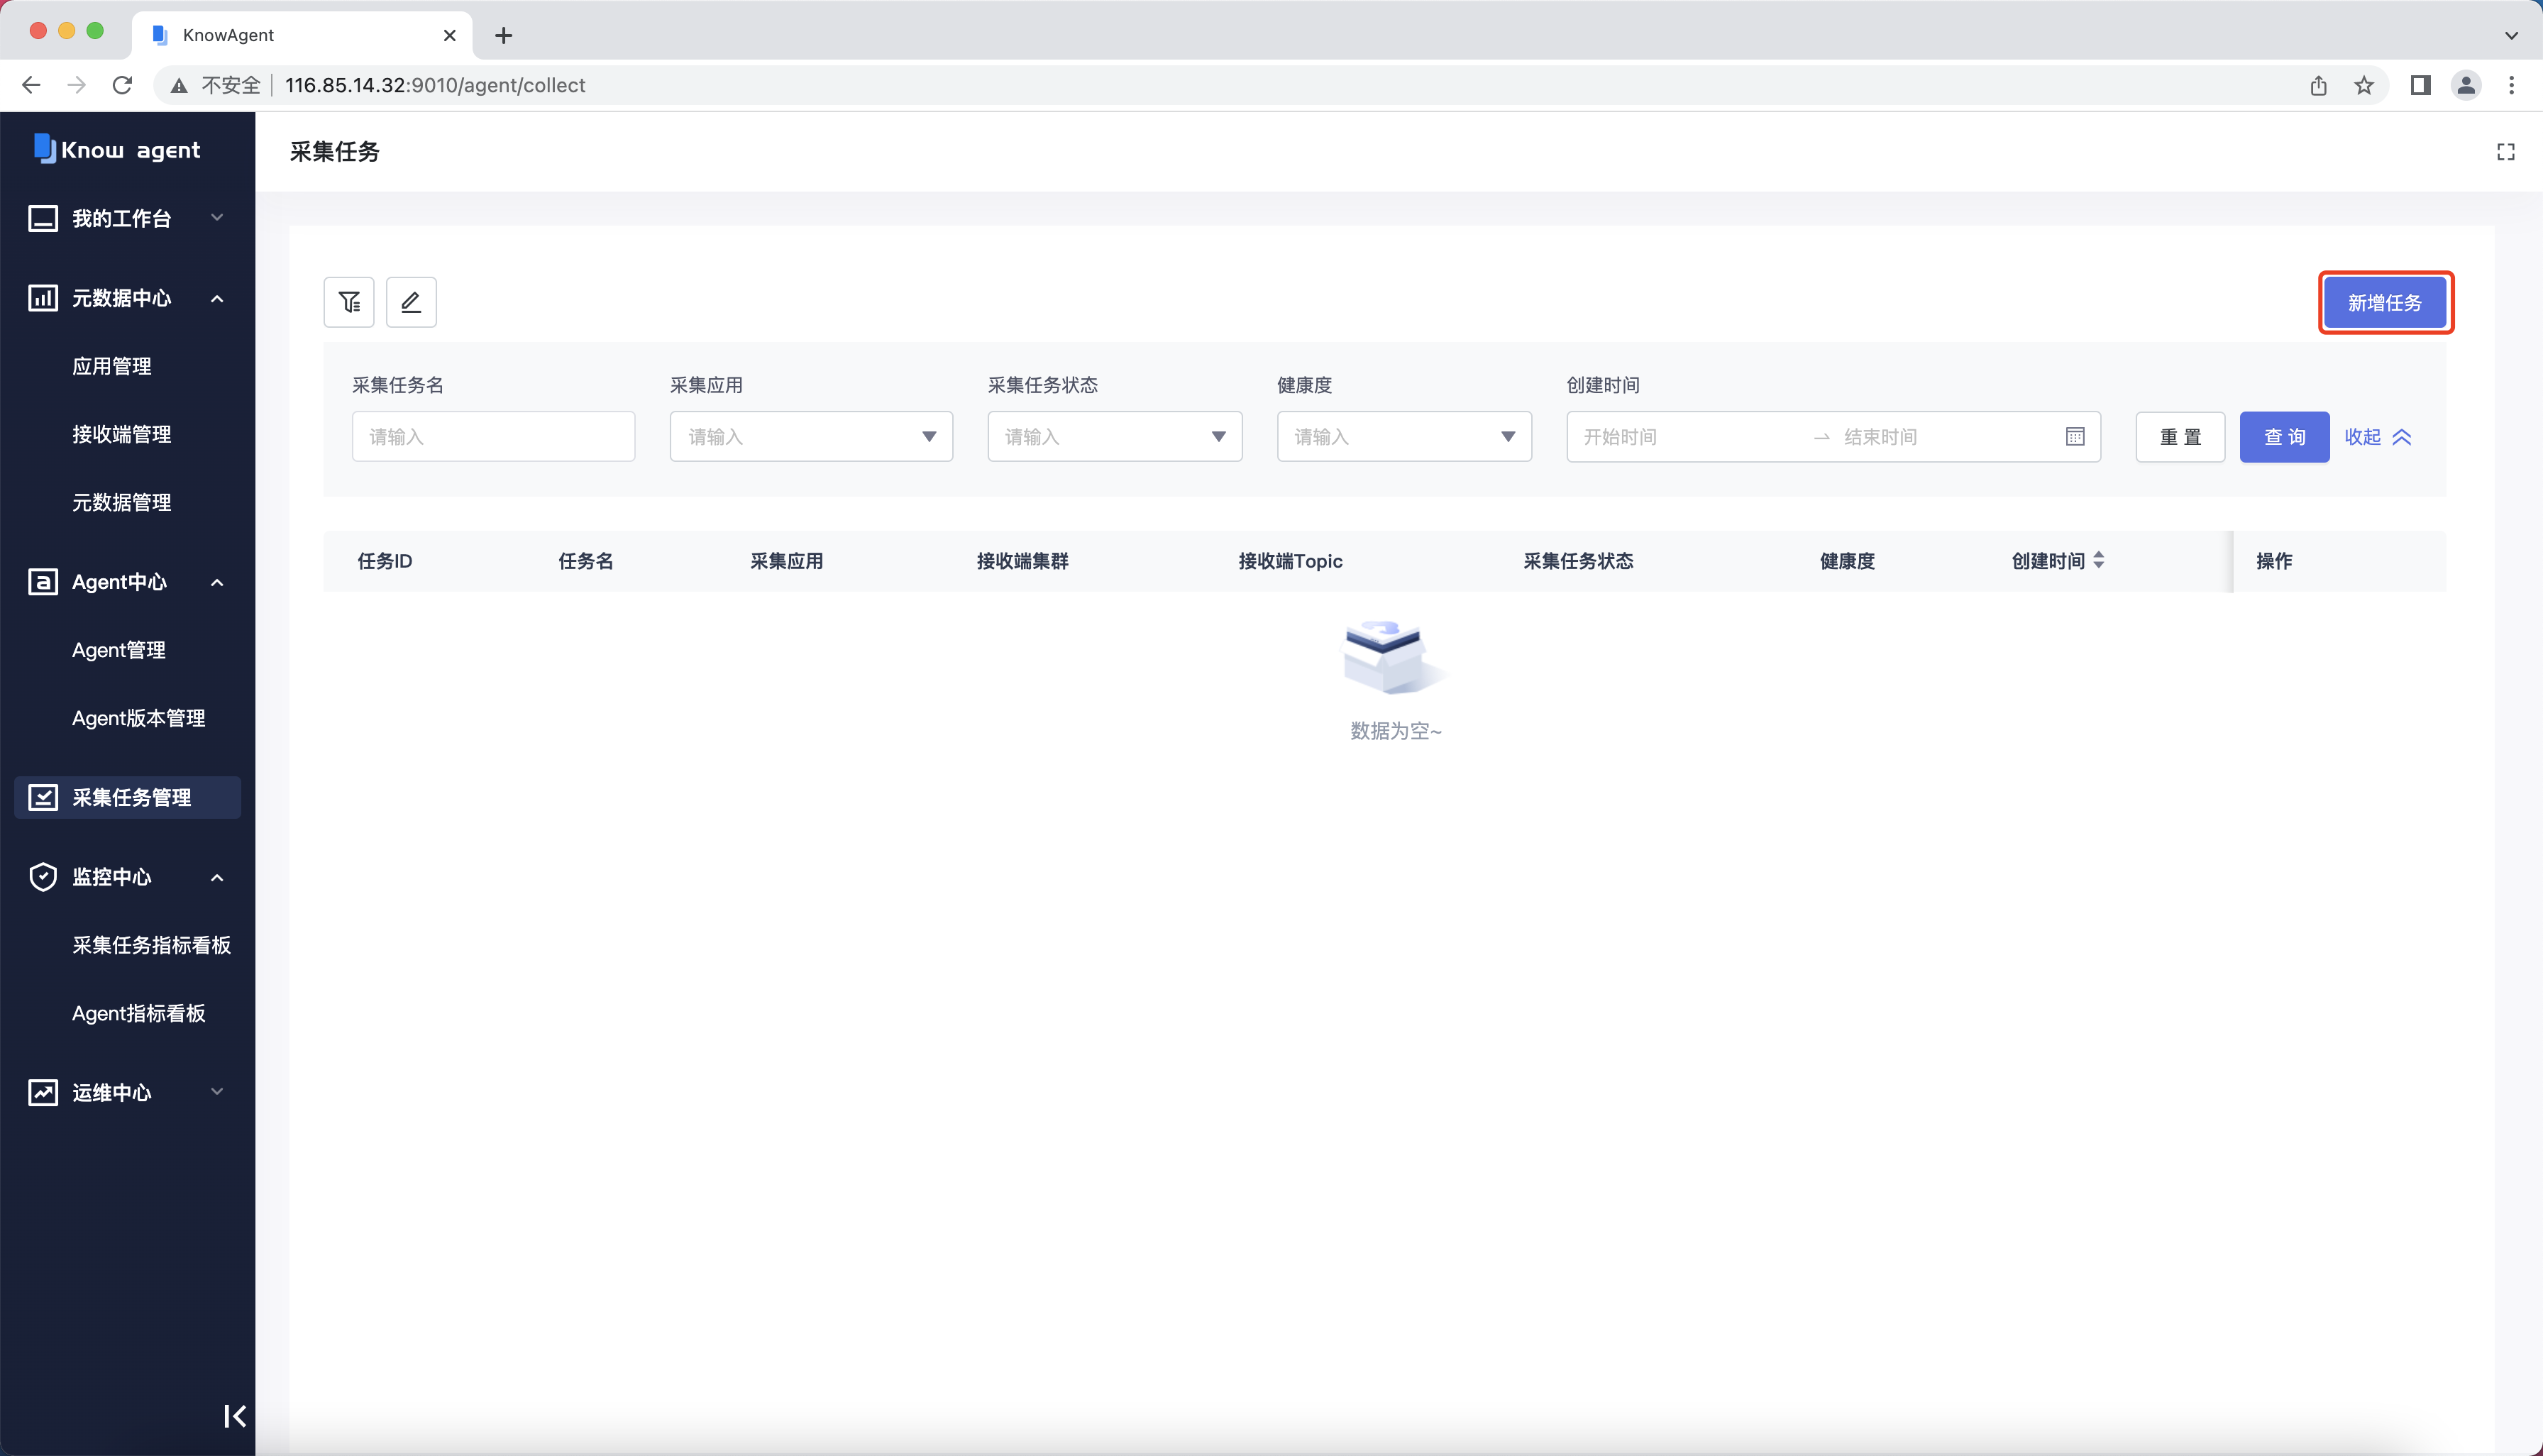 KnowAgent
不安全 116.85.14.32:9010/agent/collect
Know agent
我的工作台
元数据中心
应用管理
接收端管理
元数据管理
Agent中心
Agent管理
Agent版本管理
采集任务管理
监控中心
采集任务指标看板
Agent指标看板
运维中心
采集任务
新增任务
采集任务名 采集应用 采集任务状态 健康度 创建时间
请输入 请输入 请输入 请输入 开始时间 → 结束时间 重 置 查 询 收起
任务ID 任务名 采集应用 接收端集群 接收端Topic 采集任务状态 健康度 创建时间 操作
数据为空~